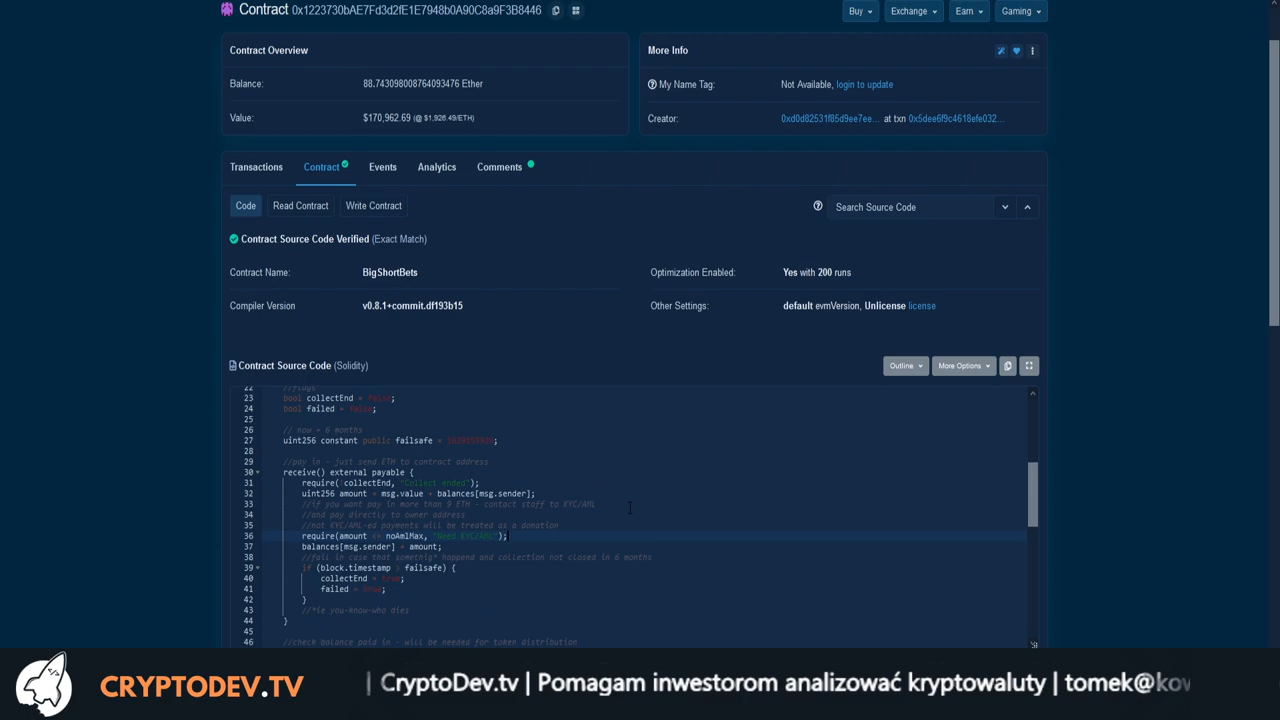 Contract 0x1223730bAE7Fd3d2fE1E7948b0A90C8a9F3B8446
Buy
Exchange
Earn
Gaming
Contract Overview
Balance:
88.743098008764093476 Ether
Value:
$170,962.69 (@ $1,926.49/ETH)
More Info
My Name Tag:
Not Available, login to update
Creator:
0xd0d82531f85d9ee7ee... at txn 0x5dee6f9c4618efe032...
Transactions
Contract
Events
Analytics
Comments
Code
Read Contract
Write Contract
Search Source Code
Contract Source Code Verified (Exact Match)
Contract Name:
BigShortBets
Optimization Enabled:
Yes with 200 runs
Compiler Version
v0.8.1+commit.df193b15
Other Settings:
default evmVersion, Unlicense license
Contract Source Code (Solidity)
Outline
More Options
22 //flags
23 bool collectEnd = false;
24 bool failed = false;
25
26 // now + 6 months
27 uint256 constant public failsafe =
28
29 //pay in - just send ETH to contract address
30 receive() external payable {
31 require(!collectEnd, "Collect ended");
32 uint256 amount = msg.value + balances[msg.sender];
33 //if you want pay in more than 9 ETH - contact staff to KYC/AML
34 //and pay directly to owner address
35 //not KYC/AML-ed payments will be treated as a donation
36 require(amount <= noAmlMax, "Need KYC/AML");
37 balances[msg.sender] = amount;
38 //fail in case that somethig* happend and collection not closed in 6 months
39 if (block.timestamp > failsafe) {
40 collectEnd = true;
41 failed = true;
42 }
43 //*ie you-know-who dies
44 }
45
46 //check balance paid in - will be needed for token distribution
CRYPTODEV.TV
| CryptoDev.tv | Pomagam inwestorom analizować kryptowaluty | tomek@kov